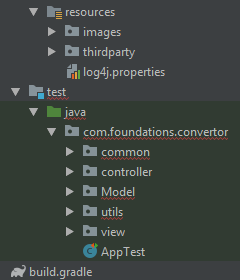 resources
images
thirdparty
log4j.properties
test
java
com.foundations.convertor
common
controller
Model
utils
view
AppTest
build.gradle